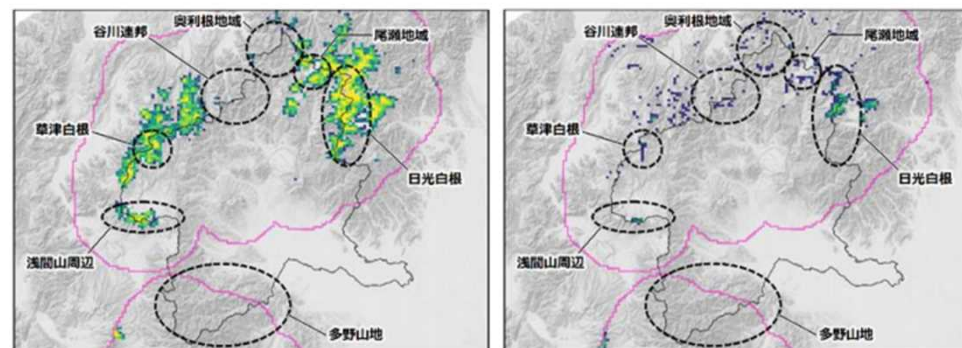 奥利根地域
谷川連邦
尾瀬地域
草津白根
日光白根
浅間山周辺
多野山地
奥利根地域
谷川連邦
尾瀬地域
草津白根
日光白根
浅間山周辺
多野山地